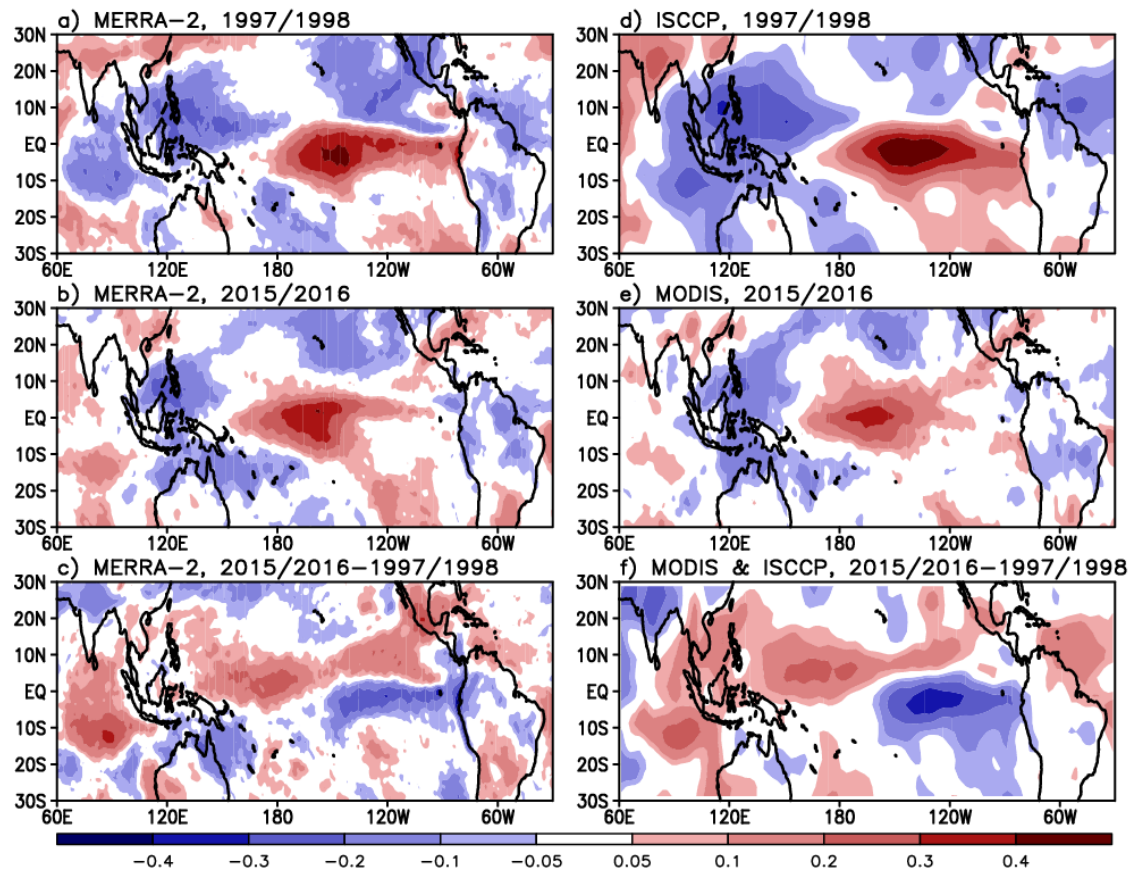 a) MERRA-2, 1997/1998
30N
20N
10N
EQ
10S
20S
30S
60E 120E 180 120W 60W
d) ISCCP, 1997/1998
30N
20N
10N
EQ
10S
20S
30S
60E 120E 180 120W 60W
b) MERRA-2, 2015/2016
30N
20N
10N
EQ
10S
20S
30S
60E 120E 180 120W 60W
e) MODIS, 2015/2016
30N
20N
10N
EQ
10S
20S
30S
60E 120E 180 120W 60W
c) MERRA-2, 2015/2016-1997/1998
30N
20N
10N
EQ
10S
20S
30S
60E 120E 180 120W 60W
f) MODIS & ISCCP, 2015/2016-1997/1998
30N
20N
10N
EQ
10S
20S
30S
60E 120E 180 120W 60W
-0.4 -0.3 -0.2 -0.1 -0.05 0.05 0.1 0.2 0.3 0.4